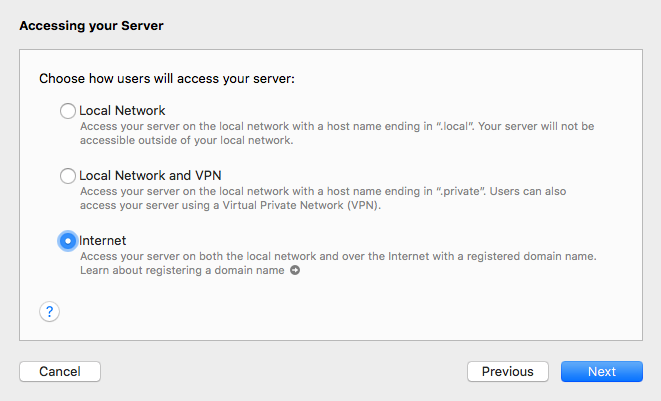 Accessing your Server
Choose how users will access your server:
Local Network
Access your server on the local network with a host name ending in “.local”. Your server will not be
accessible outside of your local network.
Local Network and VPN
Access your server on the local network with a host name ending in “.private”. Users can also
access your server using a Virtual Private Network (VPN).
Internet
Access your server on both the local network and over the Internet with a registered domain name.
Learn about registering a domain name
?
Cancel
Previous
Next